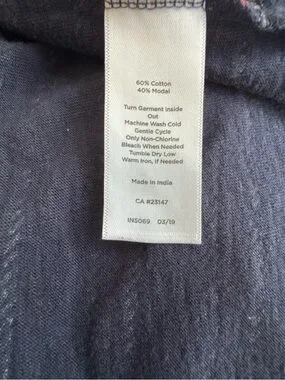 60% Cotton
40% Modal
Turn Garment Inside
Out
Machine Wash Cold
Gentle Cycle
Only Non-Chlorine
Bleach When Needed
Tumble Dry Low
Warm Iron, If Needed
Made in India
CA #23147
INS069 03/19